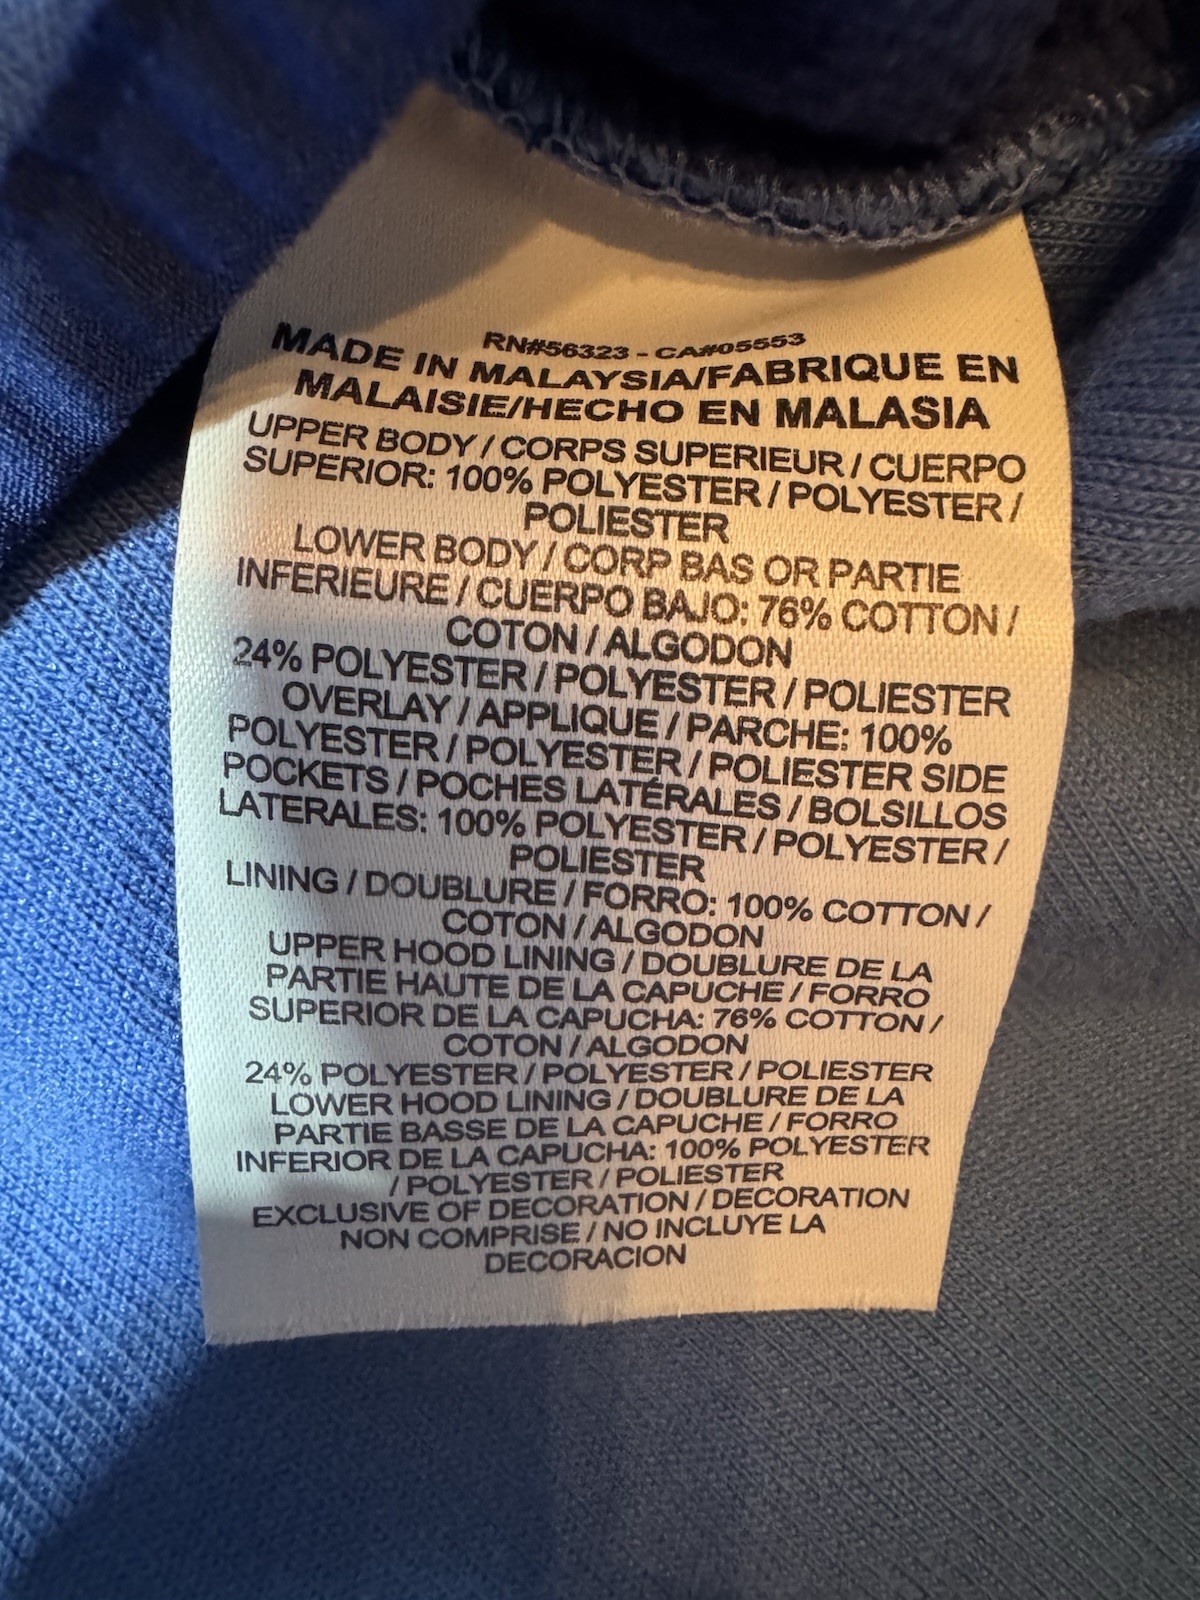 RN#56323 - CA#05553
MADE IN MALAYSIA/FABRIQUE EN
MALAISIE/HECHO EN MALASIA
UPPER BODY / CORPS SUPERIEUR / CUERPO
SUPERIOR: 100% POLYESTER / POLYESTER /
POLIESTER
LOWER BODY / CORP BAS OR PARTIE
INFERIEURE / CUERPO BAJO: 76% COTTON /
COTON / ALGODON
24% POLYESTER / POLYESTER / POLIESTER
OVERLAY / APPLIQUE / PARCHE: 100%
POLYESTER / POLYESTER / POLIESTER SIDE
POCKETS / POCHES LATÉRALES / BOLSILLOS
LATERALES: 100% POLYESTER / POLYESTER /
POLIESTER
LINING / DOUBLURE / FORRO: 100% COTTON /
COTON / ALGODON
UPPER HOOD LINING / DOUBLURE DE LA
PARTIE HAUTE DE LA CAPUCHE / FORRO
SUPERIOR DE LA CAPUCHA: 76% COTTON /
COTON / ALGODON
24% POLYESTER / POLYESTER / POLIESTER
LOWER HOOD LINING / DOUBLURE DE LA
PARTIE BASSE DE LA CAPUCHE / FORRO
INFERIOR DE LA CAPUCHA: 100% POLYESTER
/ POLYESTER / POLIESTER
EXCLUSIVE OF DECORATION / DECORATION
NON COMPRISE / NO INCLUYE LA
DECORACION